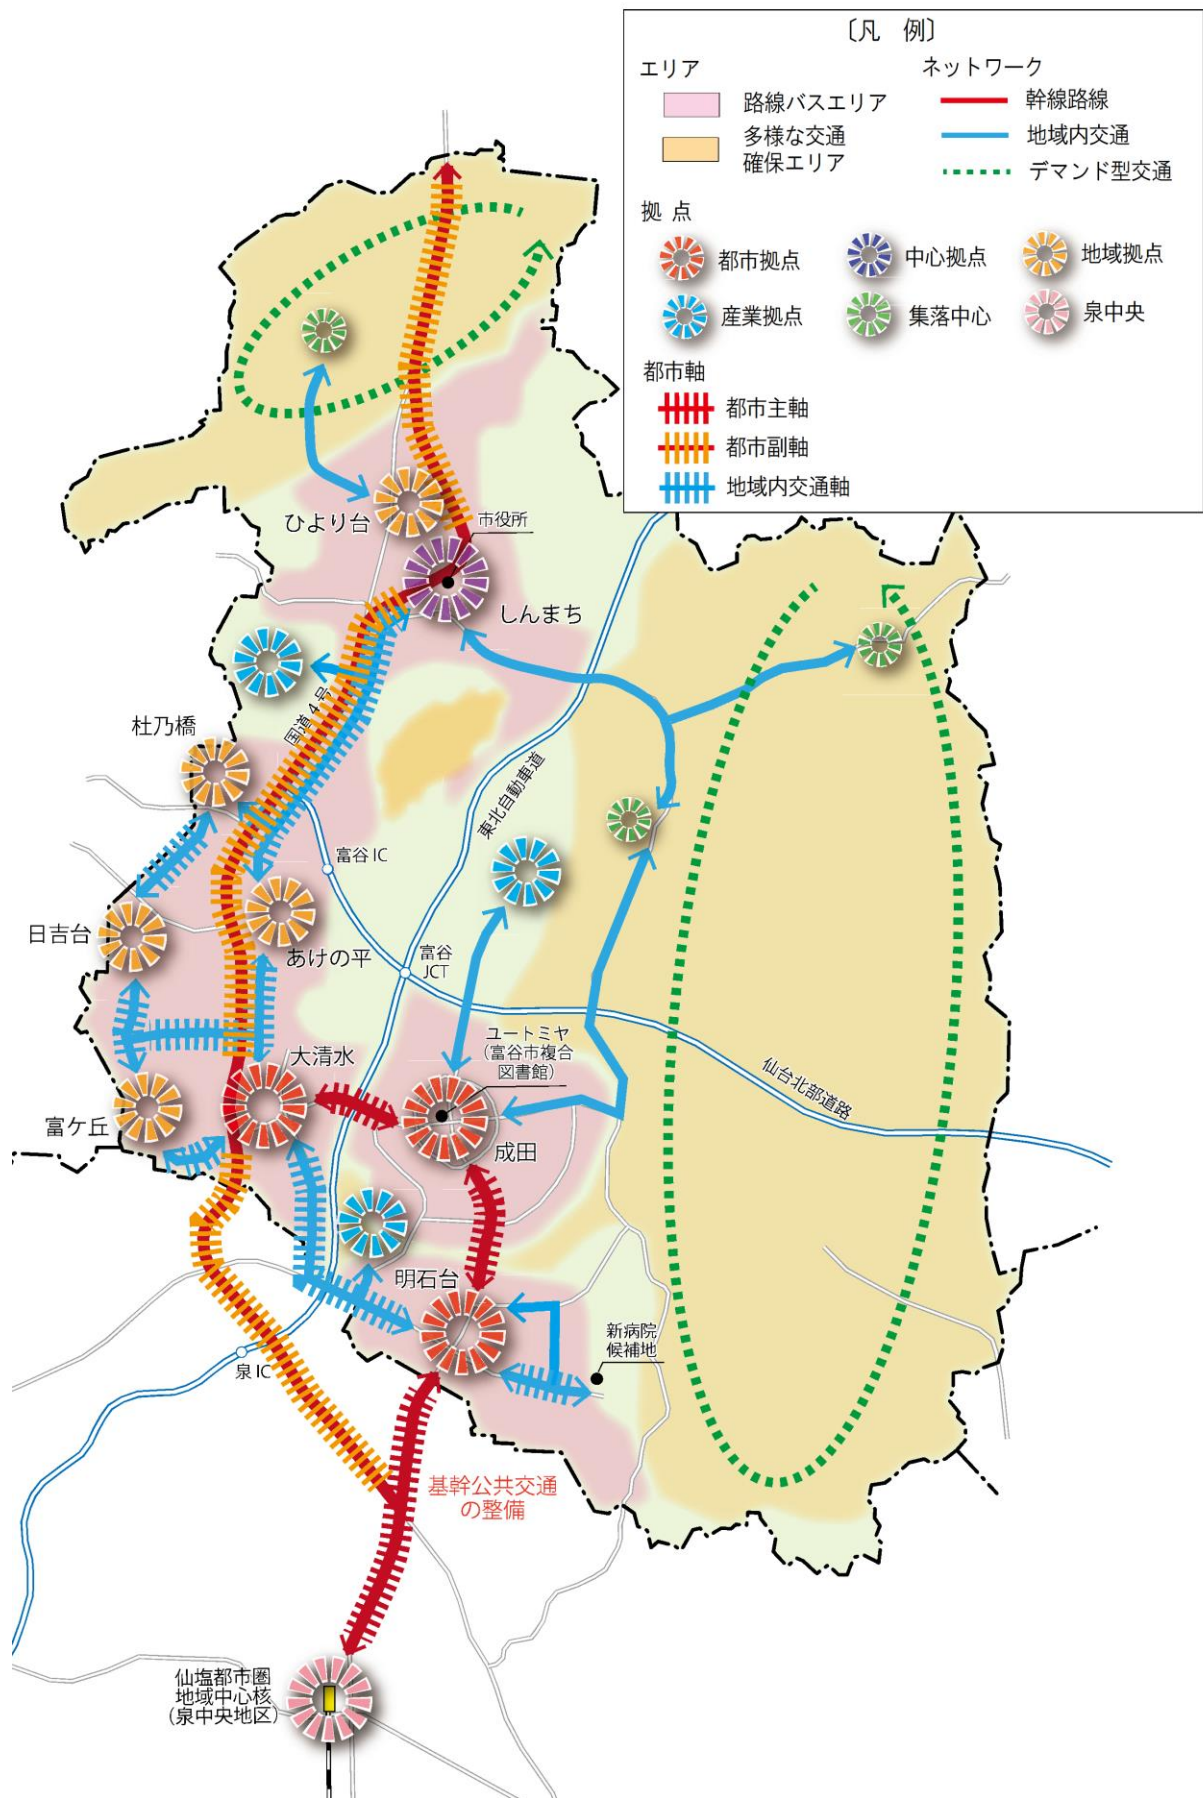 〔凡 例〕
エリア
路線バスエリア
多様な交通
確保エリア
ネットワーク
幹線路線
地域内交通
デマンド型交通
拠 点
都市拠点
中心拠点
地域拠点
産業拠点
集落中心
泉中央
都市軸
都市主軸
都市副軸
地域内交通軸
ひより台
市役所
しんまち
国道4号
杜乃橋
東北自動車道
富谷IC
日吉台
あけの平
富谷
JCT
ユートミヤ
(富谷市複合
図書館)
大清水
仙台北部道路
富ケ丘
成田
明石台
新病院
候補地
泉IC
基幹公共交通
の整備
仙塩都市圏
地域中心核
(泉中央地区)